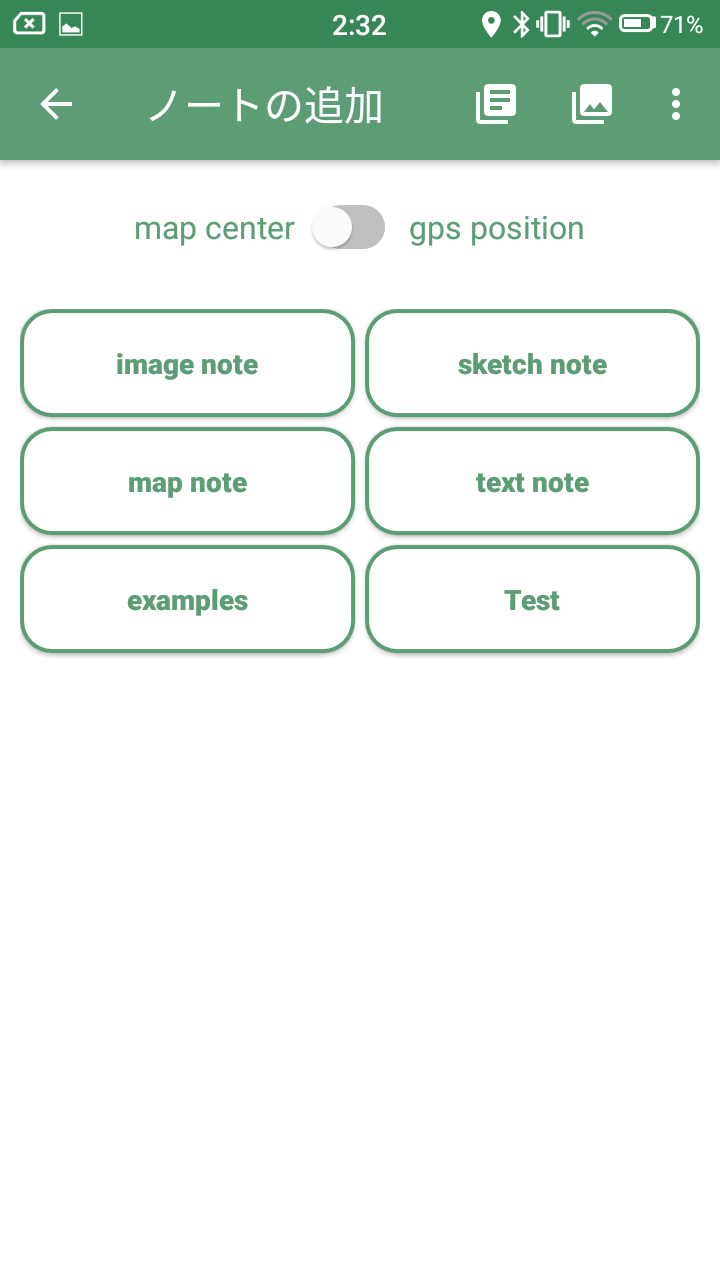 2:32
71%
ノートの追加
map center
gps position
image note
sketch note
map note
text note
examples
Test